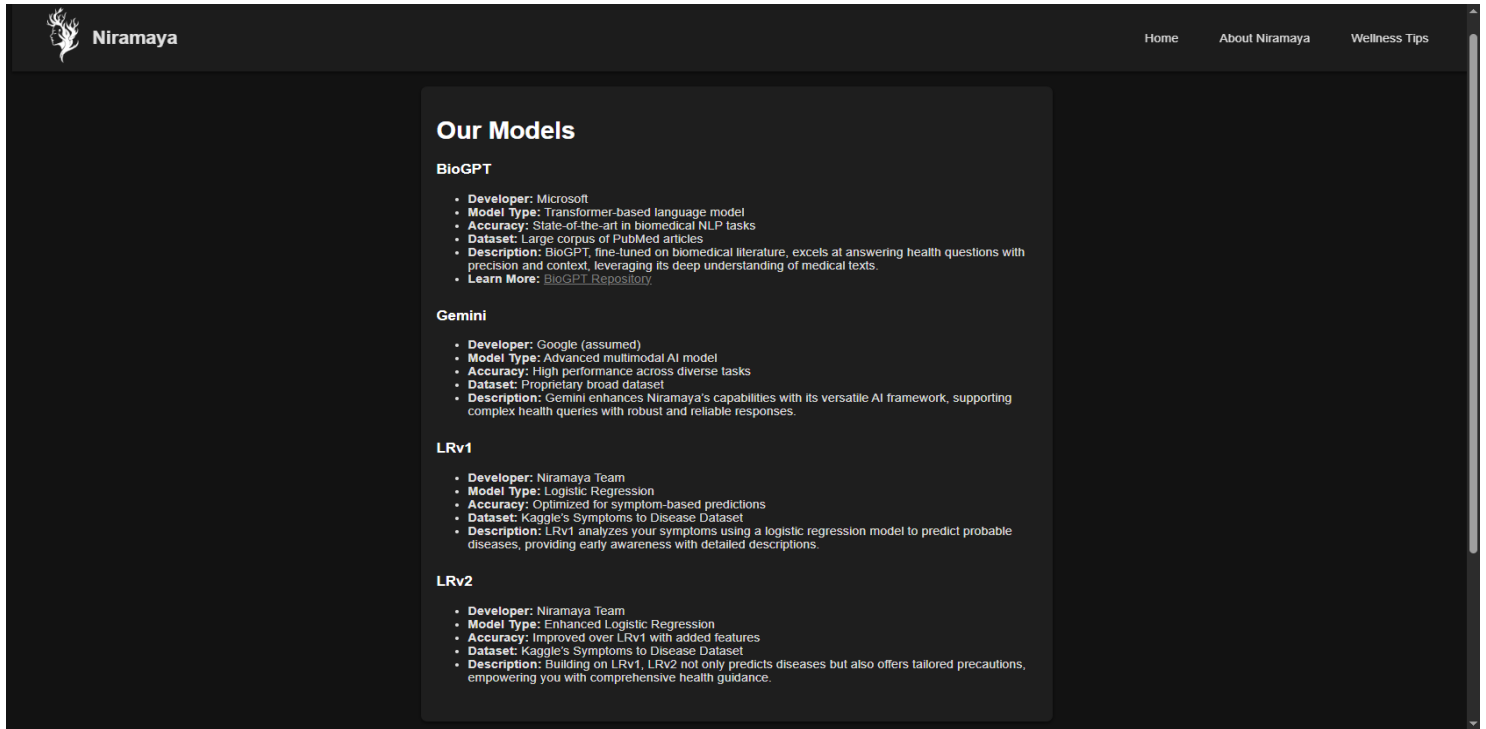 Niramaya
Home About Niramaya Wellness Tips
Our Models
BioGPT
• Developer: Microsoft
• Model Type: Transformer-based language model
• Accuracy: State-of-the-art in biomedical NLP tasks
• Dataset: Large corpus of PubMed articles
• Description: BioGPT, fine-tuned on biomedical literature, excels at answering health questions with
precision and context, leveraging its deep understanding of medical texts.
• Learn More: BioGPT Repository
Gemini
• Developer: Google (assumed)
• Model Type: Advanced multimodal AI model
• Accuracy: High performance across diverse tasks
• Dataset: Proprietary broad dataset
• Description: Gemini enhances Niramaya's capabilities with its versatile AI framework, supporting
complex health queries with robust and reliable responses.
LRv1
• Developer: Niramaya Team
• Model Type: Logistic Regression
• Accuracy: Optimized for symptom-based predictions
• Dataset: Kaggle's Symptoms to Disease Dataset
• Description: LRv1 analyzes your symptoms using a logistic regression model to predict probable
diseases, providing early awareness with detailed descriptions.
LRv2
• Developer: Niramaya Team
• Model Type: Enhanced Logistic Regression
• Accuracy: Improved over LRv1 with added features
• Dataset: Kaggle's Symptoms to Disease Dataset
• Description: Building on LRv1, LRv2 not only predicts diseases but also offers tailored precautions,
empowering you with comprehensive health guidance.